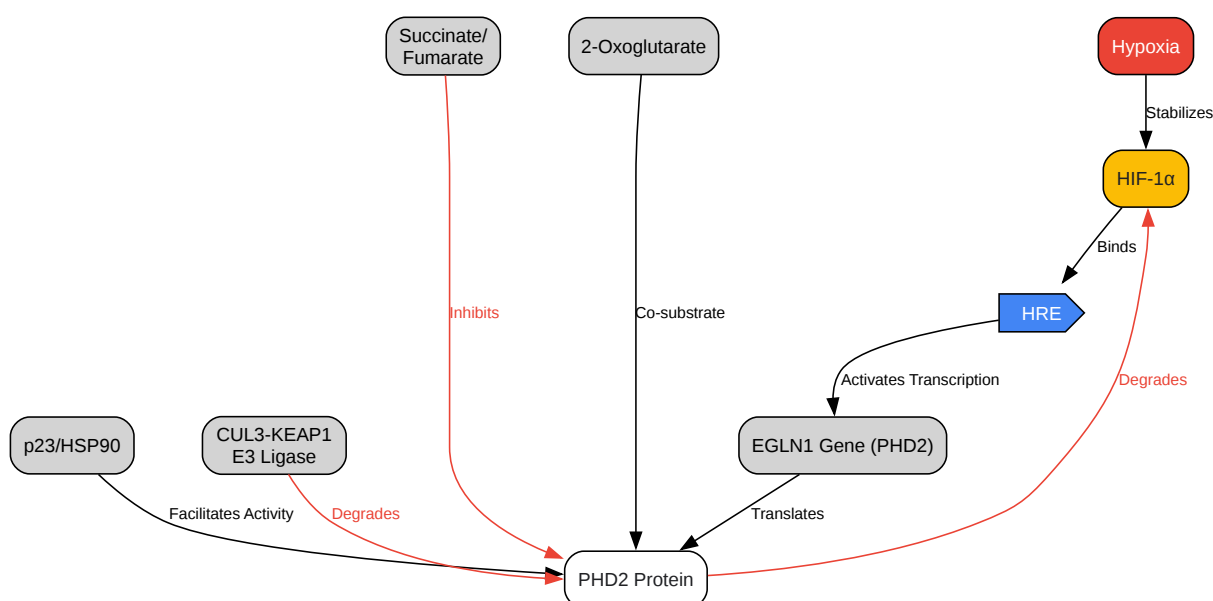 Succinate/
Fumarate
2-Oxoglutarate
Hypoxia
Stabilizes
HIF-1α
Binds
Inhibits
Co-substrate
HRE
Activates Transcription
Degrades
p23/HSP90
CUL3-KEAP1
E3 Ligase
EGLN1 Gene (PHD2)
Facilitates Activity
Degrades
Translates
PHD2 Protein